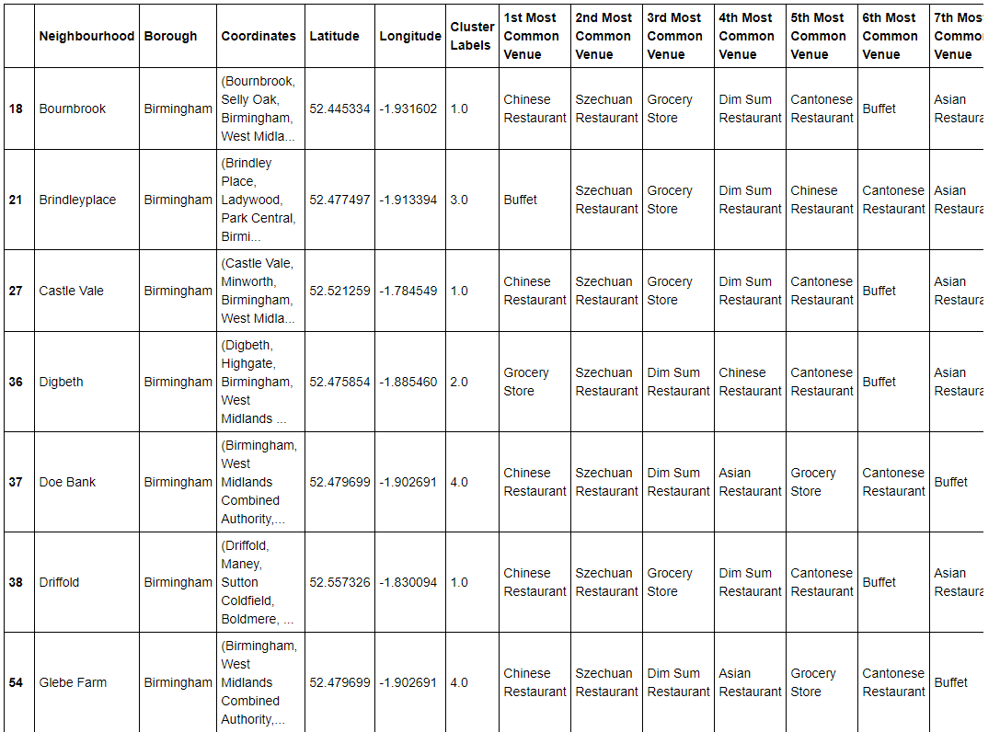 Neighbourhood
Borough
Coordinates
Latitude
Longitude
Cluster
Labels
1st Most
Common
Venue
2nd Most
Common
Venue
3rd Most
Common
Venue
4th Most
Common
Venue
5th Most
Common
Venue
6th Most
Common
Venue
7th Mos
Commo
Venue
18
Bournbrook
Birmingham
(Bournbrook,
Selly Oak,
Birmingham,
West Midla...
52.445334
-1.931602
1.0
Chinese
Restaurant
Szechuan
Restaurant
Grocery
Store
Dim Sum
Restaurant
Cantonese
Restaurant
Buffet
Asian
Restaura
21
Brindleyplace
Birmingham
(Brindley
Place,
Ladywood,
Park Central,
Birmi...
52.477497
-1.913394
3.0
Buffet
Szechuan
Restaurant
Grocery
Store
Dim Sum
Restaurant
Chinese
Restaurant
Cantonese
Restaurant
Asian
Restaura
27
Castle Vale
Birmingham
(Castle Vale,
Minworth,
Birmingham,
West Midla...
52.521259
-1.784549
1.0
Chinese
Restaurant
Szechuan
Restaurant
Grocery
Store
Dim Sum
Restaurant
Cantonese
Restaurant
Buffet
Asian
Restaura
36
Digbeth
Birmingham
(Digbeth,
Highgate,
Birmingham,
West
Midlands ...
52.475854
-1.885460
2.0
Grocery
Store
Szechuan
Restaurant
Dim Sum
Restaurant
Chinese
Restaurant
Cantonese
Restaurant
Buffet
Asian
Restaura
37
Doe Bank
Birmingham
(Birmingham,
West
Midlands
Combined
Authority,...
52.479699
-1.902691
4.0
Chinese
Restaurant
Szechuan
Restaurant
Dim Sum
Restaurant
Asian
Restaurant
Grocery
Store
Cantonese
Restaurant
Buffet
38
Driffold
Birmingham
(Driffold,
Maney,
Sutton
Coldfield,
Boldmere, ...
52.557326
-1.830094
1.0
Chinese
Restaurant
Szechuan
Restaurant
Grocery
Store
Dim Sum
Restaurant
Cantonese
Restaurant
Buffet
Asian
Restaura
54
Glebe Farm
Birmingham
(Birmingham,
West
Midlands
Combined
Authority,...
52.479699
-1.902691
4.0
Chinese
Restaurant
Szechuan
Restaurant
Dim Sum
Restaurant
Asian
Restaurant
Grocery
Store
Cantonese
Restaurant
Buffet